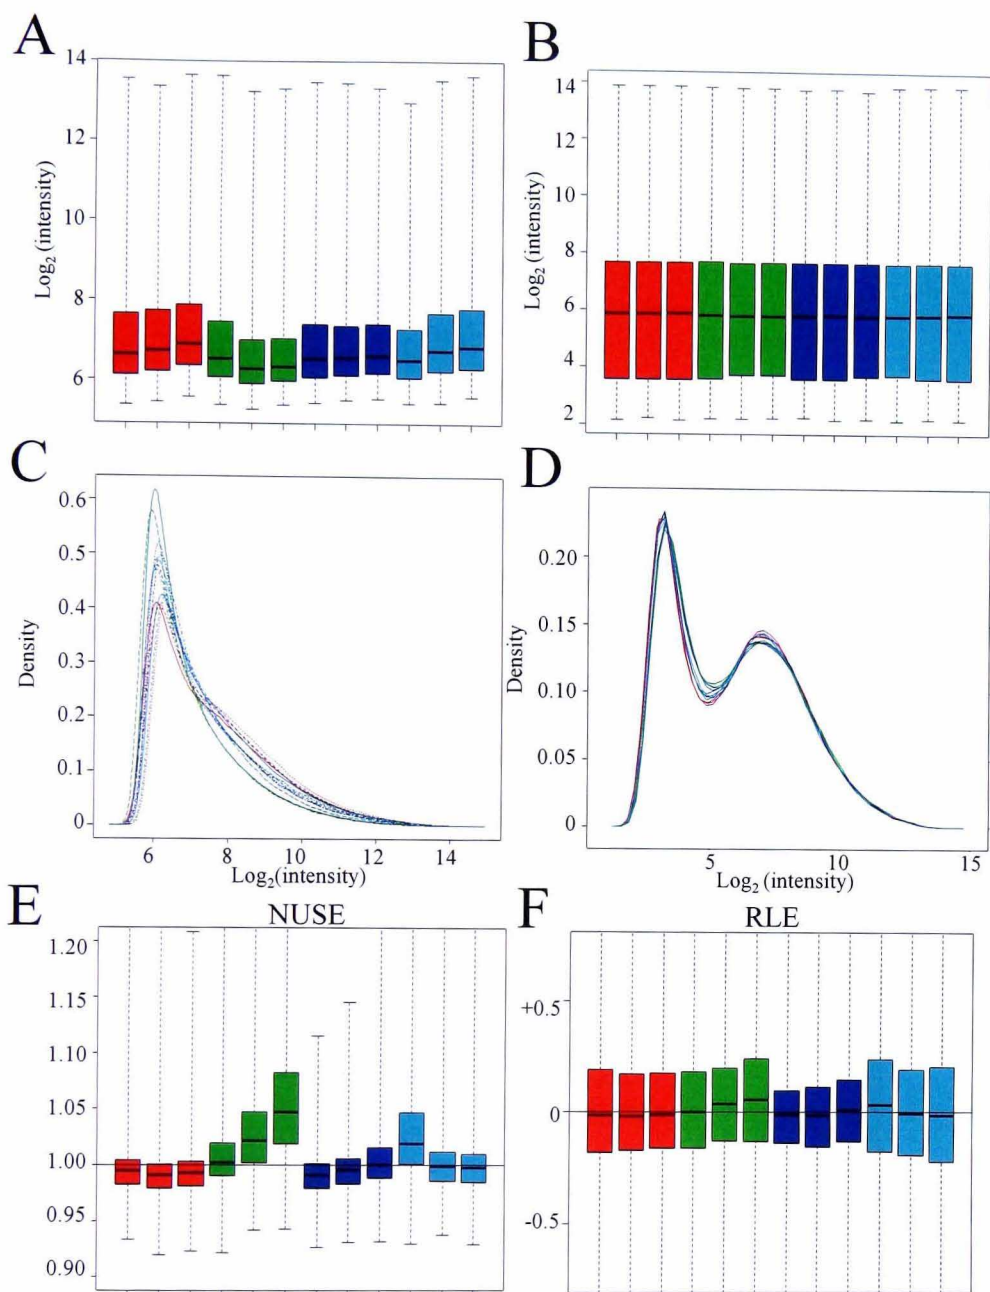 A
14
12
10
8
6
Log₂ (intensity)
B
14
12
10
8
6
4
2
Log₂ (intensity)
C
0.6
0.5
0.4
0.3
0.2
0.1
0
Density
6 8 10 12 14
Log₂(intensity)
D
0.20
0.15
0.10
0.05
0
Density
5 10 15
Log₂ (intensity)
E
NUSE
1.20
1.15
1.10
1.05
1.00
0.95
0.90
F
RLE
+0.5
0
-0.5